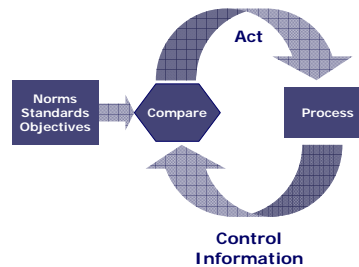 Act
Norms
Standards
Objectives
Compare
Process
Control
Information